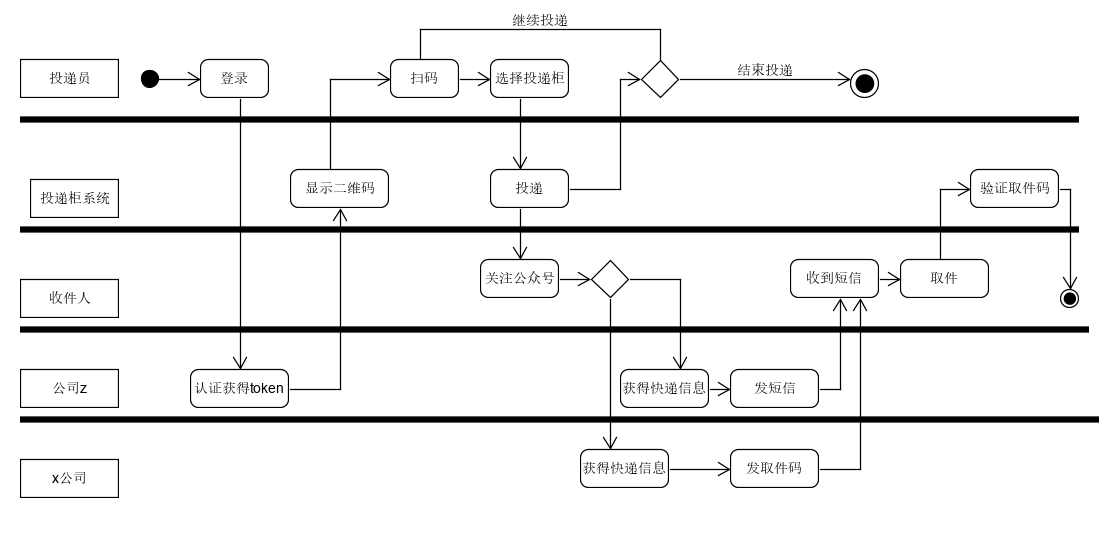 继续投递
投递员
登录
扫码
选择投递柜
结束投递
投递柜系统
显示二维码
投递
验证取件码
收件人
关注公众号
收到短信
取件
公司z
认证获得token
获得快递信息
发短信
x公司
获得快递信息
发取件码